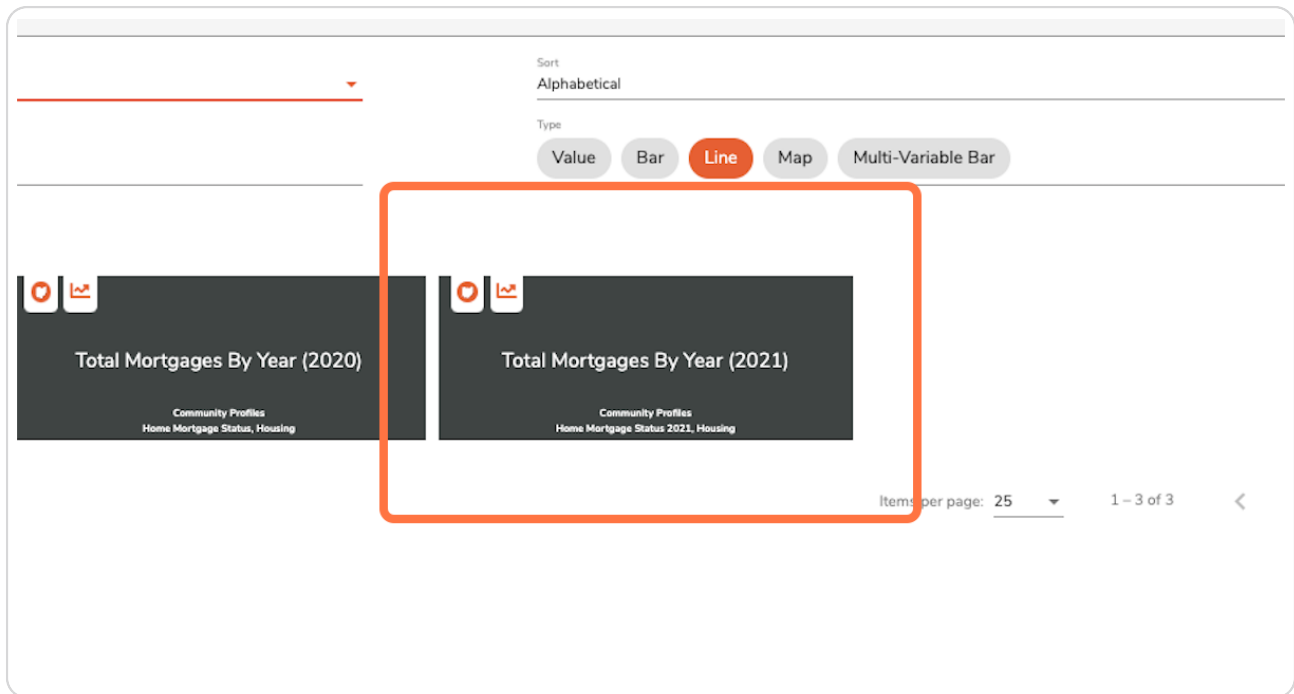 Sort
Alphabetical
Type
Value Bar Line Map Multi-Variable Bar
Total Mortgages By Year (2020)
Community Profiles
Home Mortgage Status, Housing
Total Mortgages By Year (2021)
Community Profiles
Home Mortgage Status 2021, Housing
Items per page: 25 1 – 3 of 3